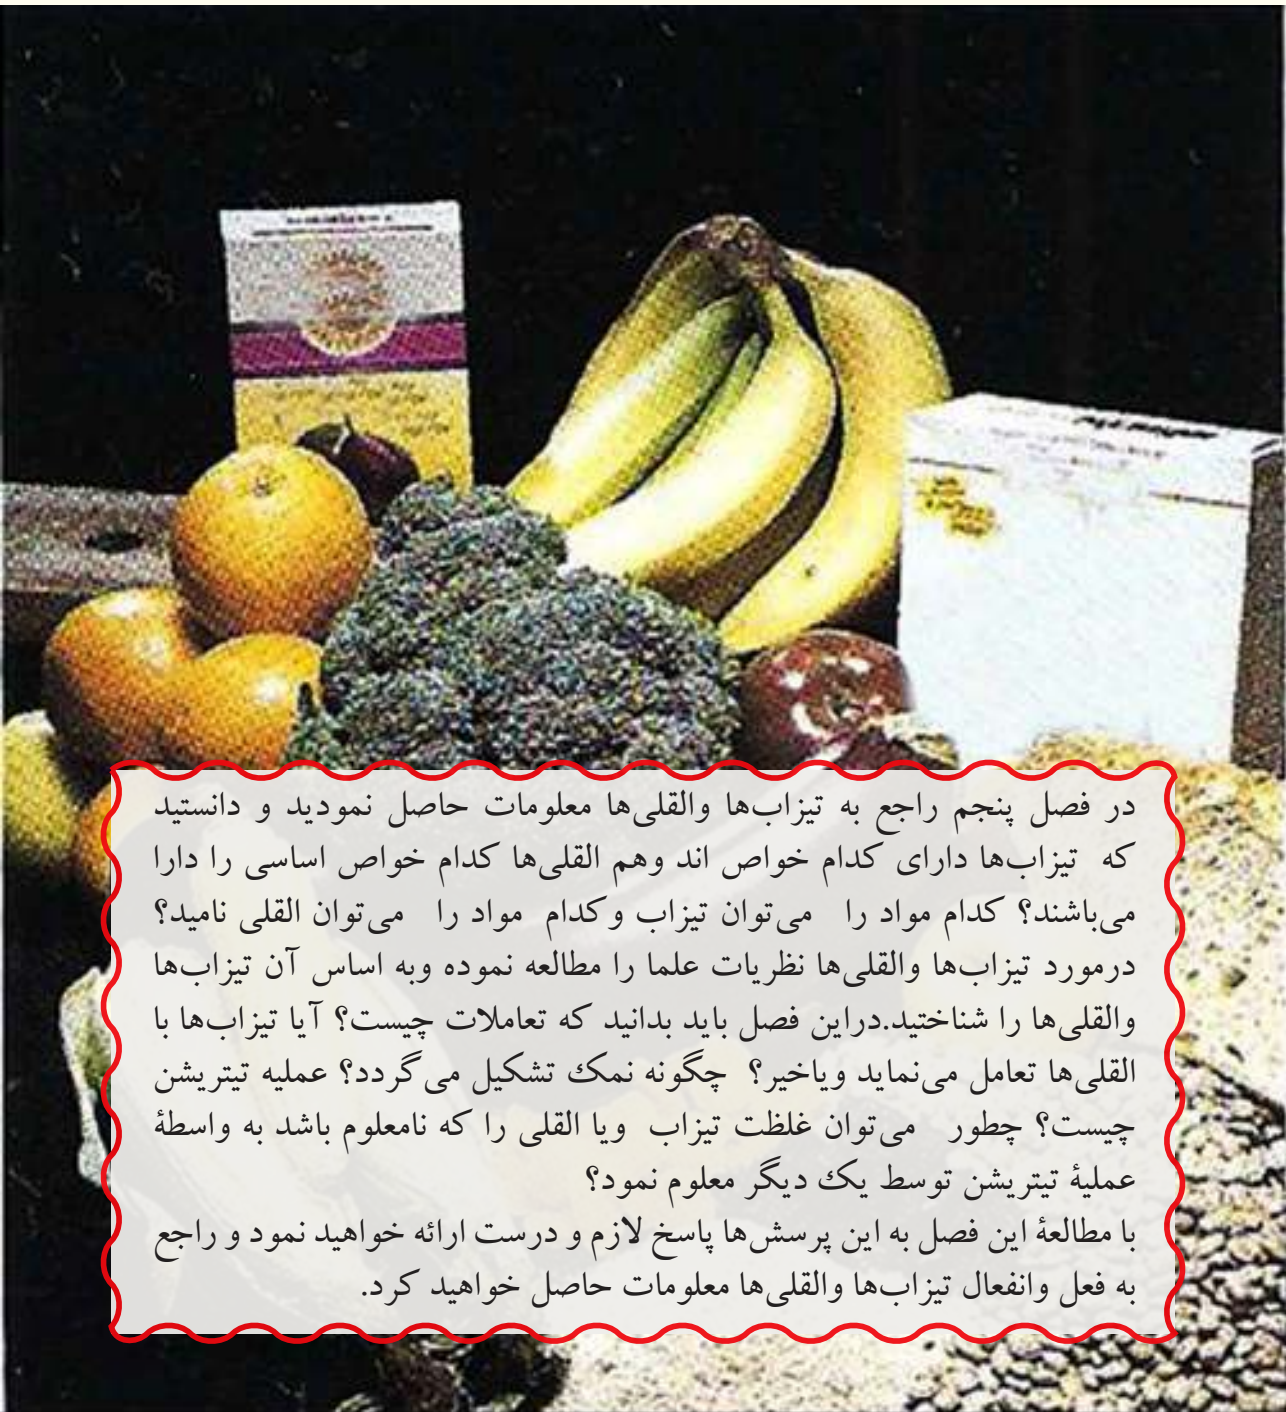 در فصل پنجم راجع به تیزاب‌ها والقلی‌ها معلومات حاصل نمودید و دانستید
که تیزاب‌ها دارای کدام خواص اند وهم القلی‌ها کدام خواص اساسی را دارا
می‌باشند؟ کدام مواد را می‌توان تیزاب وکدام مواد را می‌توان القلی نامید؟
درمورد تیزاب‌ها والقلی‌ها نظریات علما را مطالعه نموده وبه اساس آن تیزاب‌ها
والقلی‌ها را شناختید.دراین فصل باید بدانید که تعاملات چیست؟ آیا تیزاب‌ها با
القلی‌ها تعامل می‌نماید ویاخیر؟ چگونه نمک تشکیل می‌گردد؟ عملیه تیتریشن
چیست؟ چطور می‌توان غلظت تیزاب ویا القلی را که نامعلوم باشد به واسطۀ
عملیۀ تیتریشن توسط یک دیگر معلوم نمود؟
با مطالعۀ این فصل به این پرسش‌ها پاسخ لازم و درست ارائه خواهید نمود و راجع
به فعل وانفعال تیزاب‌ها والقلی‌ها معلومات حاصل خواهید کرد.